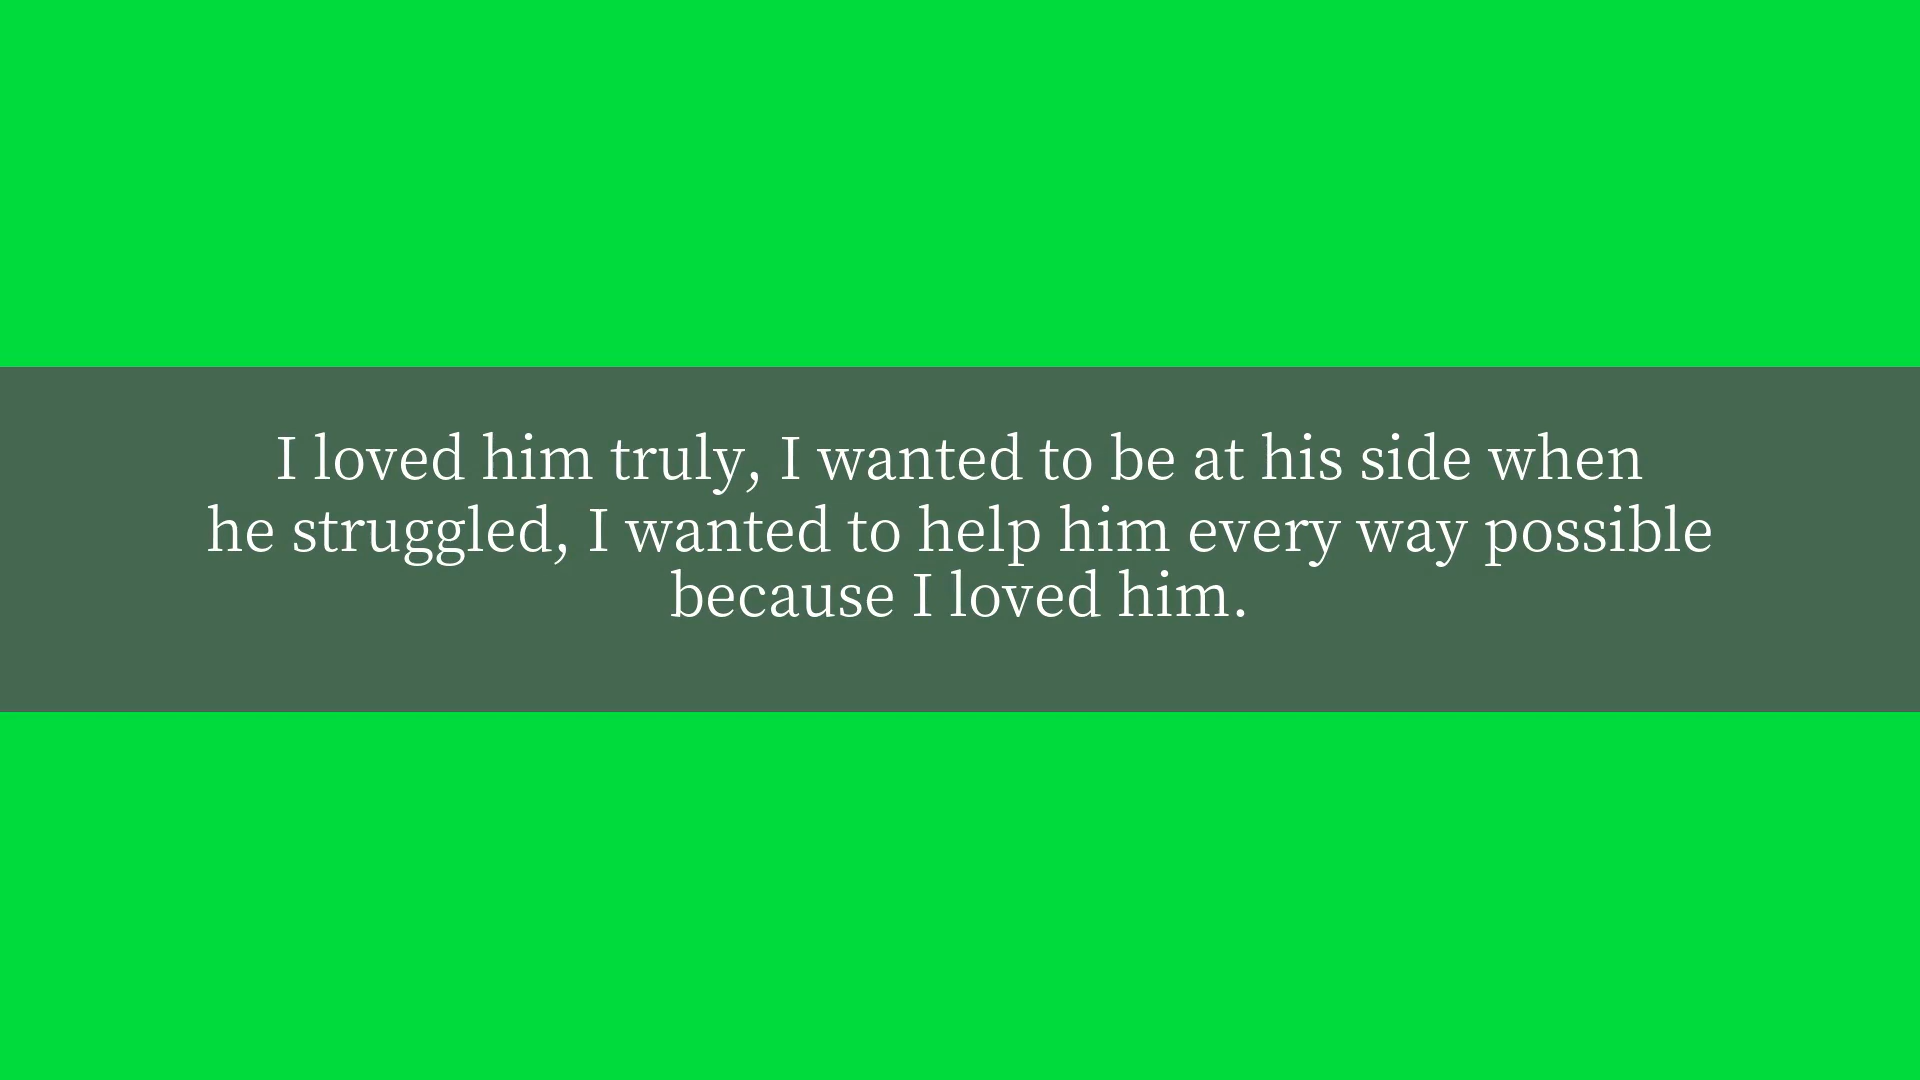 I loved him truly, I wanted to be at his side when
he struggled, I wanted to help him every way possible
because I loved him.